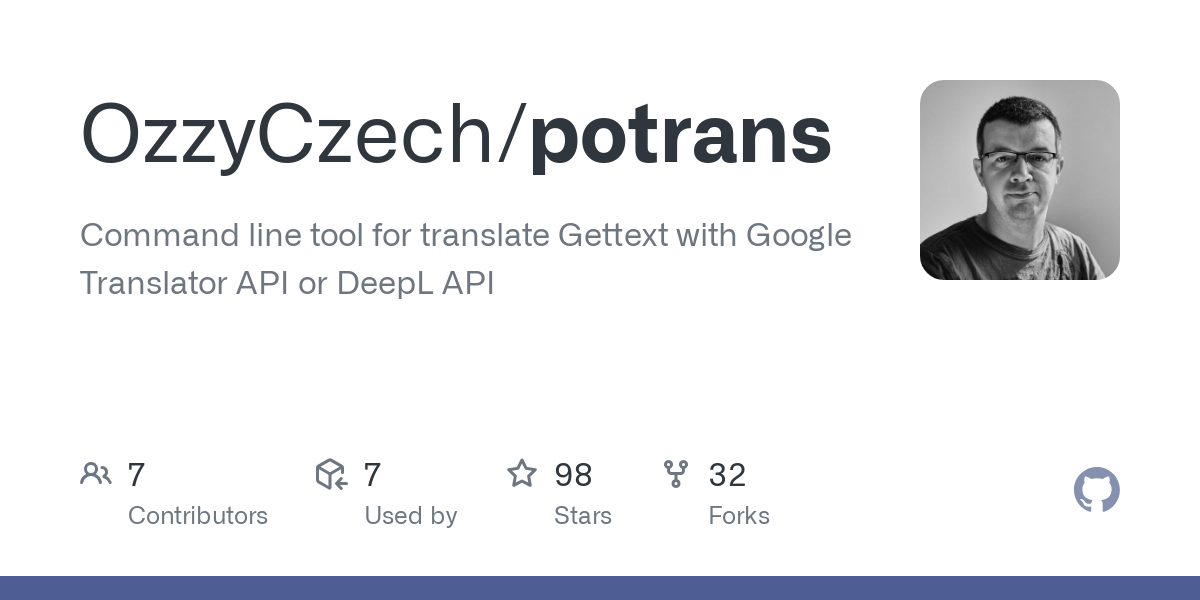 OzzyCzech/potrans
Command line tool for translate Gettext with Google
Translator API or DeepL API
7
Contributors
7
Used by
98
Stars
32
Forks